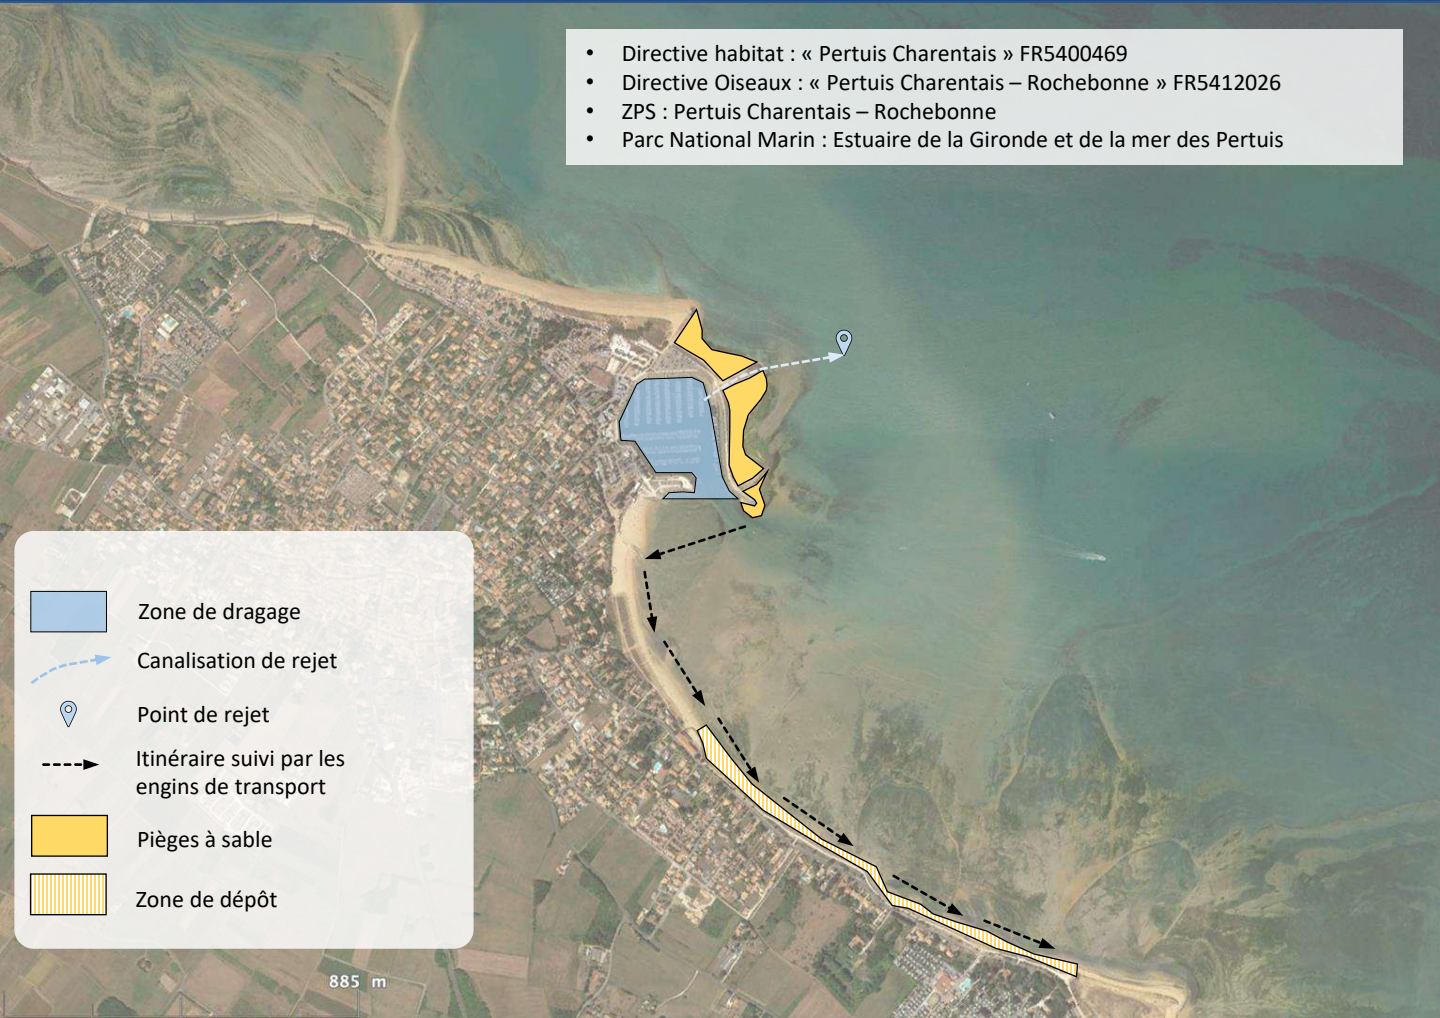 • Directive habitat : « Pertuis Charentais » FR5400469
• Directive Oiseaux : « Pertuis Charentais – Rochebonne » FR5412026
• ZPS : Pertuis Charentais – Rochebonne
• Parc National Marin : Estuaire de la Gironde et de la mer des Pertuis
Zone de dragage
Canalisation de rejet
Point de rejet
Itinéraire suivi par les
engins de transport
Pièges à sable
Zone de dépôt
885 m